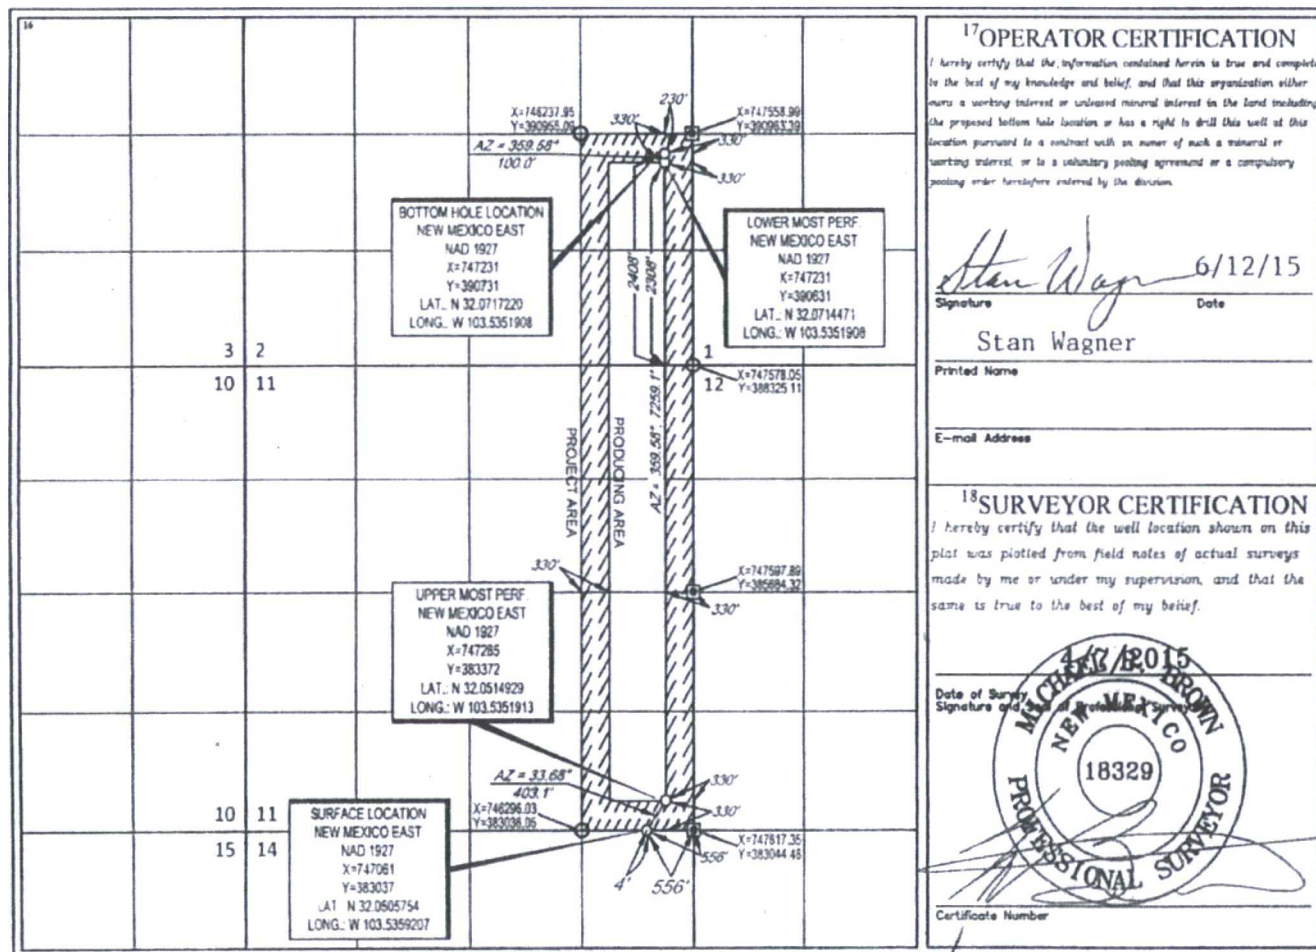 16
X=746237.95
Y=390955.09
330'
230'
X=747558.99
Y=390963.39
AZ = 359.58°
100.0'
330'
330'
BOTTOM HOLE LOCATION
NEW MEXICO EAST
NAD 1927
X=747231
Y=390731
LAT.: N 32.0717220
LONG.: W 103.5351908
LOWER MOST PERF.
NEW MEXICO EAST
NAD 1927
X=747231
Y=390631
LAT.: N 32.0714471
LONG.: W 103.5351908
2408'
2308'
3 2
10 11
1
12
X=747578.05
Y=388325.11
AZ = 359.58°, 7259.1'
PROJECT AREA
PRODUCING AREA
330'
X=747597.89
Y=385684.32
330'
UPPER MOST PERF.
NEW MEXICO EAST
NAD 1927
X=747285
Y=383372
LAT.: N 32.0514929
LONG.: W 103.5351913
AZ = 33.68°
403.1'
330'
330'
X=746296.03
Y=383036.05
10 11
15 14
SURFACE LOCATION
NEW MEXICO EAST
NAD 1927
X=747061
Y=383037
LAT.: N 32.0505754
LONG.: W 103.5359207
4'
556'
556'
X=747617.35
Y=383044.46
17 OPERATOR CERTIFICATION
I hereby certify that the information contained herein is true and complete
to the best of my knowledge and belief, and that this organization either
owns a working interest or unleased mineral interest in the land including
the proposed bottom hole location or has a right to drill this well at this
location pursuant to a contract with an owner of such a mineral or
working interest, or to a voluntary pooling agreement or a compulsory
pooling order heretofore entered by the division.
Stan Wagner 6/12/15
Signature Date
Stan Wagner
Printed Name
E-mail Address
18 SURVEYOR CERTIFICATION
I hereby certify that the well location shown on this
plat was plotted from field notes of actual surveys
made by me or under my supervision, and that the
same is true to the best of my belief.
2015
Date of Survey
Signature and Seal of Professional Surveyor
MICHAEL BROWN
NEW MEXICO
18329
PROFESSIONAL SURVEYOR
Certificate Number